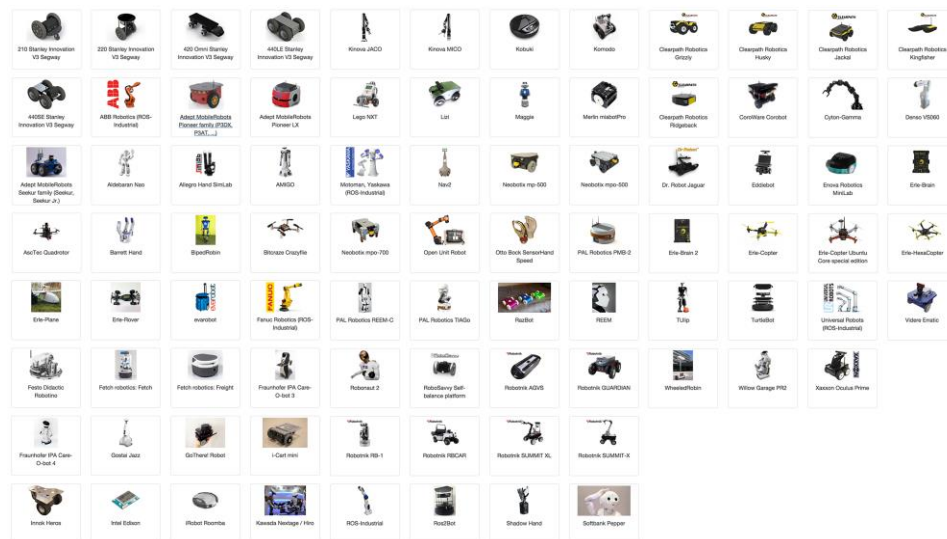 210 Stanley Innovation
V3 Segway
220 Stanley Innovation
V3 Segway
420 Omni Stanley
Innovation V3 Segway
440LE Stanley
Innovation V3 Segway
Kinova JACO
Kinova MICO
Kobuki
Komodo
Clearpath Robotics
Grizzly
Clearpath Robotics
Husky
Clearpath Robotics
Jackal
Clearpath Robotics
Kingfisher
440SE Stanley
Innovation V3 Segway
ABB
ABB Robotics (ROS-
Industrial)
Adept MobileRobots
Pioneer family (P3DX,
P3AT, ...)
Adept MobileRobots
Pioneer LX
Lego NXT
Lizi
Maggie
Merlin miabotPro
Clearpath Robotics
Ridgeback
CoroWare Corobot
Cyton-Gamma
Denso VS060
Adept MobileRobots
Seekur family (Seekur,
Seekur Jr.)
Aldebaran Nao
Allegro Hand SimLab
AMIGO
Motoman, Yaskawa
(ROS-Industrial)
Nav2
Neobotix mp-500
Neobotix mpo-500
Dr. Robot Jaguar
Eddiebot
Enova Robotics
MiniLab
Erle-Brain
AscTec Quadrotor
Barrett Hand
BipedRobin
Bitcraze Crazyflie
Neobotix mpo-700
Open Unit Robot
Otto Bock SensorHand
Speed
PAL Robotics PMB-2
Erle-Brain 2
Erle-Copter
Erle-Copter Ubuntu
Core special edition
Erle-HexaCopter
Erle-Plane
Erle-Rover
evarobot
FANUC
Fanuc Robotics (ROS-
Industrial)
PAL Robotics REEM-C
PAL Robotics TIAGo
RazBot
REEM
TUlip
TurtleBot
Universal Robots
(ROS-Industrial)
Videre Erratic
Festo Didactic
Robotino
Fetch robotics: Fetch
Fetch robotics: Freight
Fraunhofer IPA Care-
O-bot 3
Robonaut 2
RoboSavvy Self-
balance platform
Robotnik AGVS
Robotnik GUARDIAN
WheeledRobin
Willow Garage PR2
Xaxxon Oculus Prime
Fraunhofer IPA Care-
O-bot 4
Gostai Jazz
GoThere! Robot
i-Cart mini
Robotnik RB-1
Robotnik RBCAR
Robotnik SUMMIT XL
Robotnik SUMMIT-X
Innok Heros
Intel Edison
iRobot Roomba
Kawada Nextage / Hiro
ROS-Industrial
Ros2Bot
Shadow Hand
Softbank Pepper